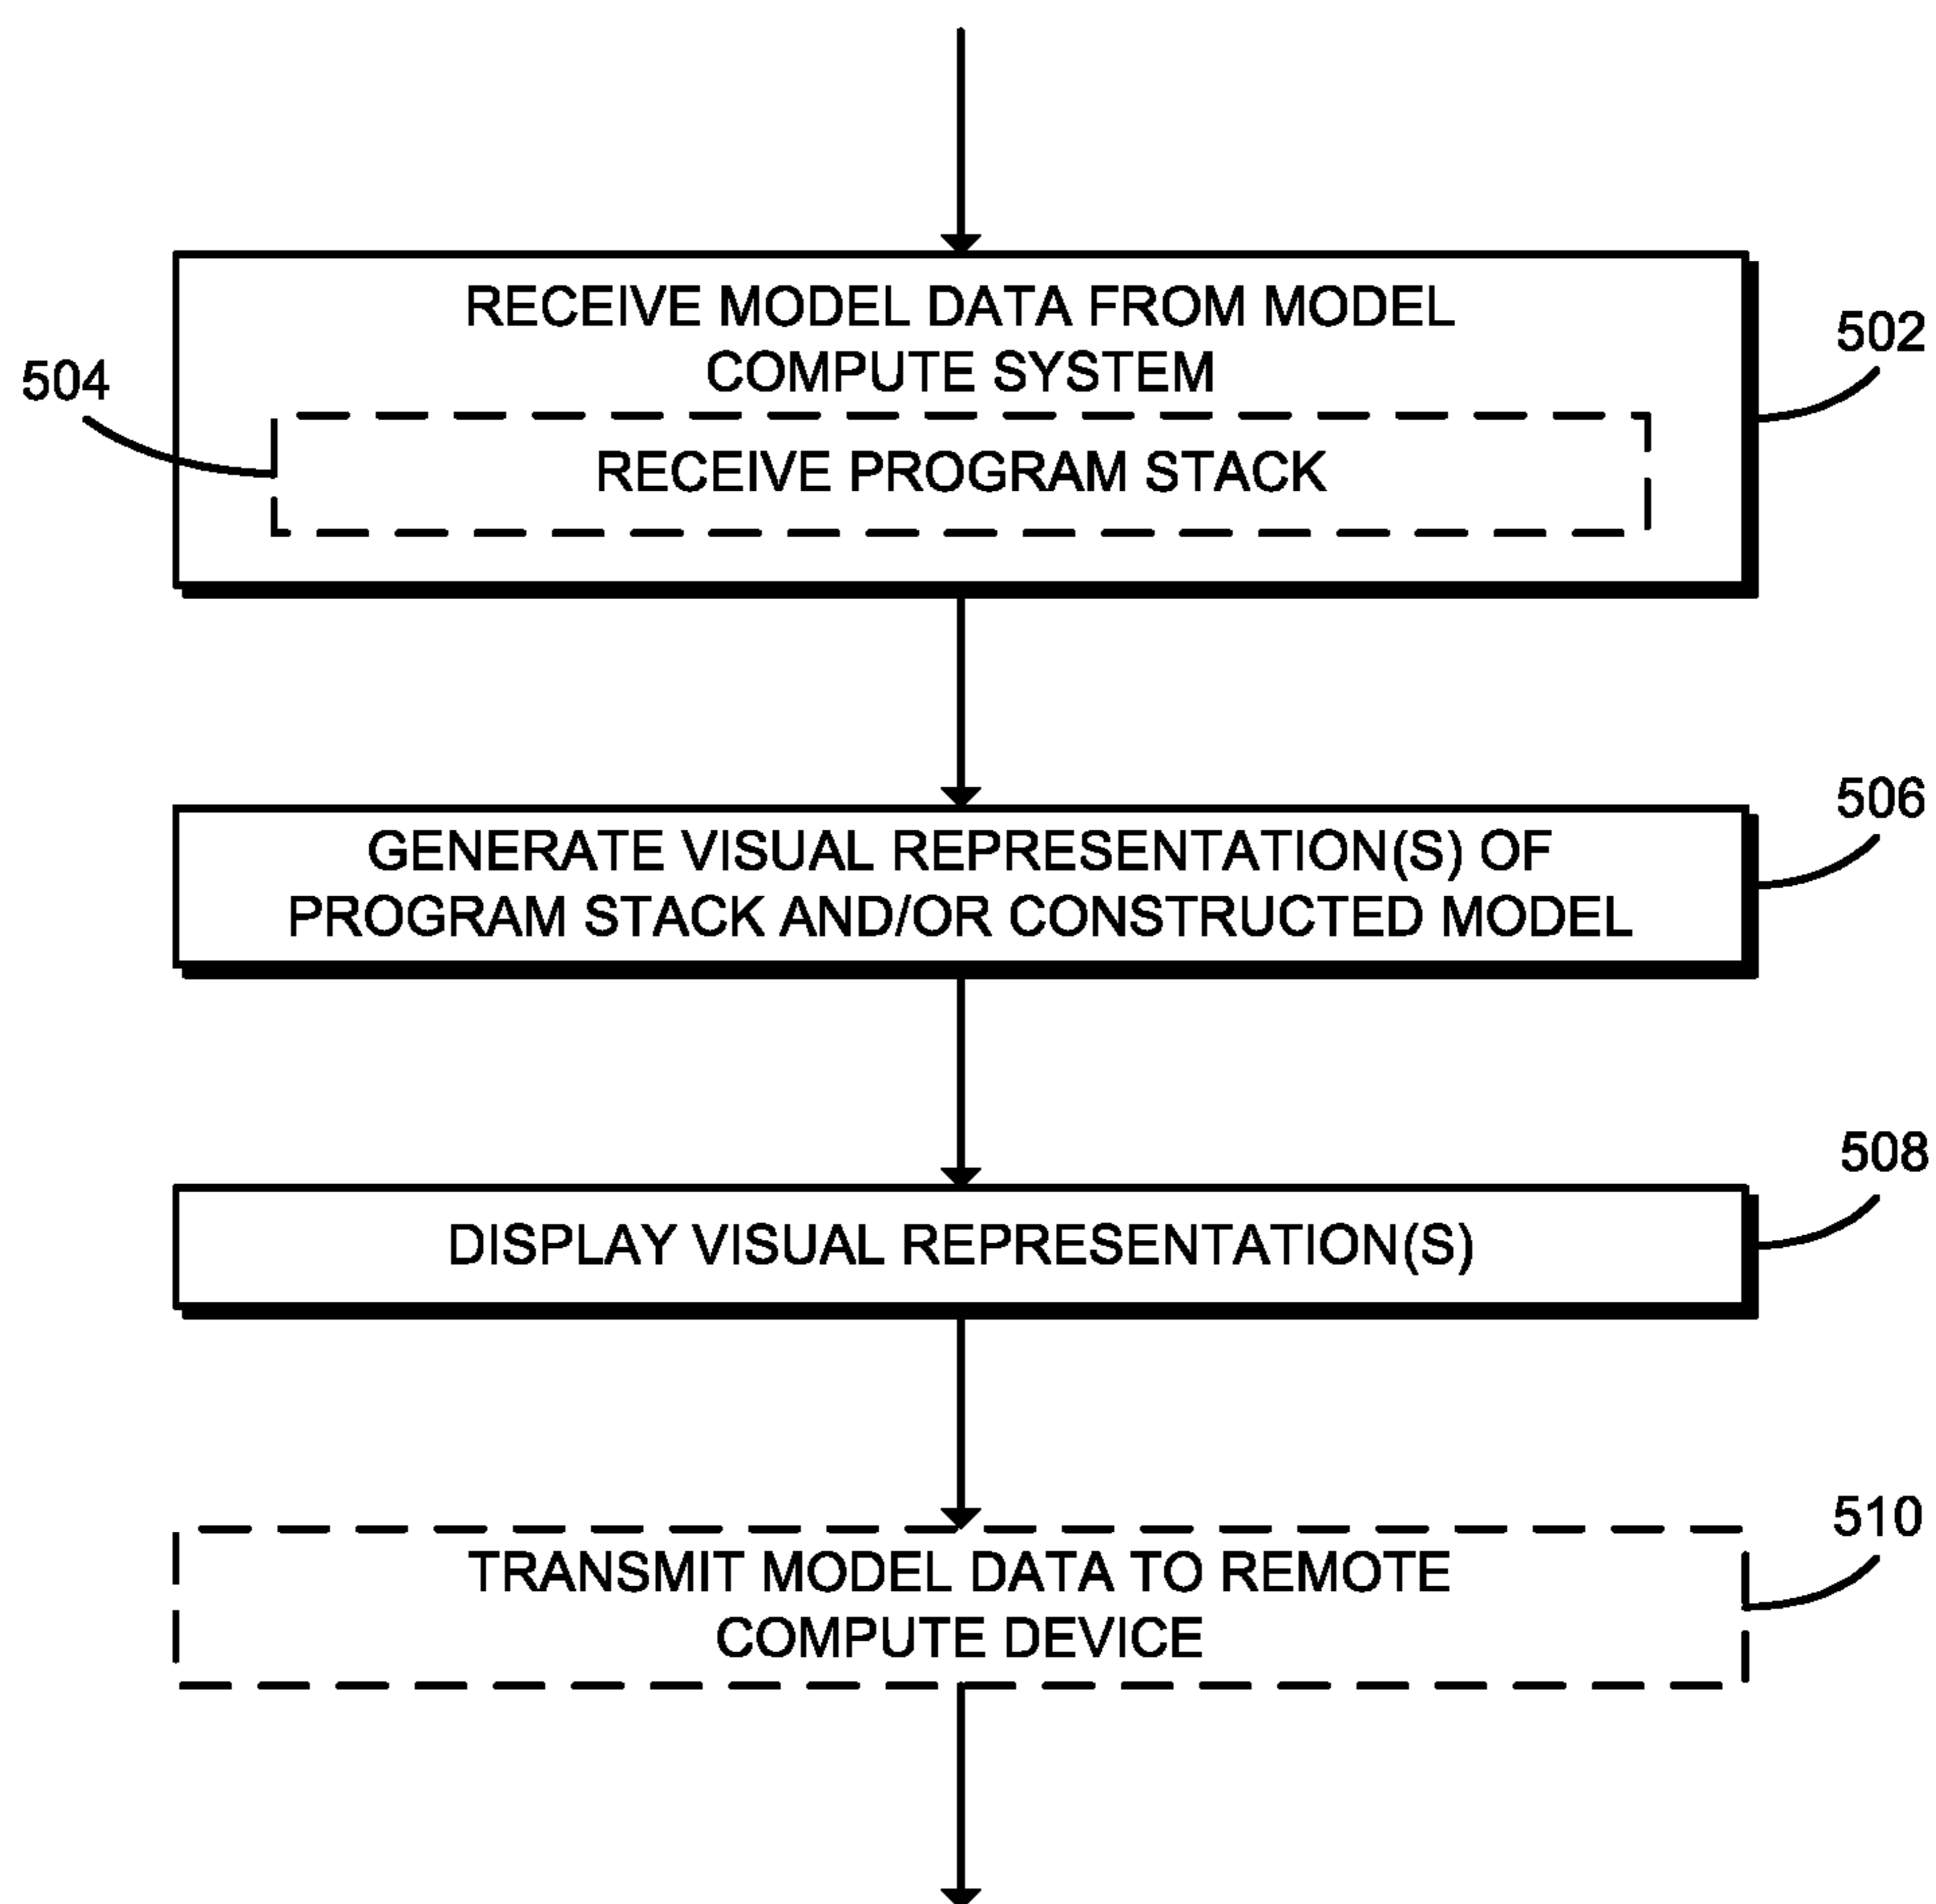 RECEIVE MODEL DATA FROM MODEL
COMPUTE SYSTEM
502
504
RECEIVE PROGRAM STACK
506
GENERATE VISUAL REPRESENTATION(S) OF
PROGRAM STACK AND/OR CONSTRUCTED MODEL
508
DISPLAY VISUAL REPRESENTATION(S)
510
TRANSMIT MODEL DATA TO REMOTE
COMPUTE DEVICE